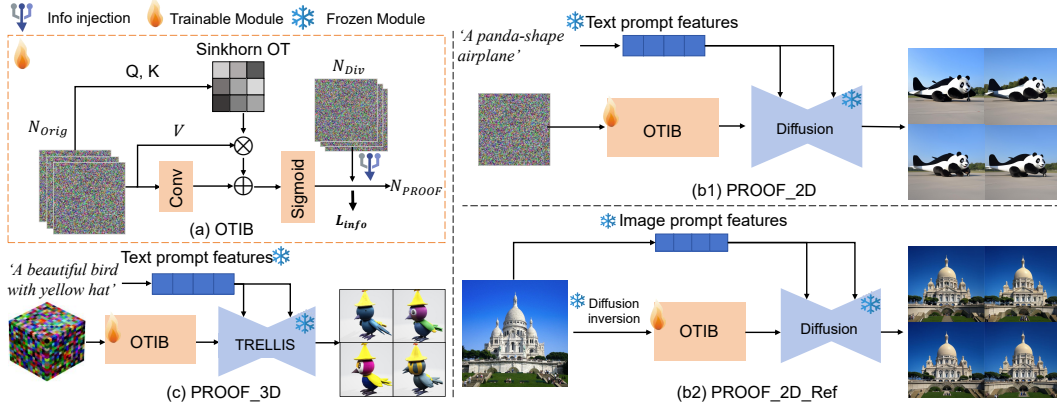 Info injection
Trainable Module
Frozen Module
Sinkhorn OT
Q, K
N_Div
N_Orig
V
Conv
Sigmoid
N_PROOF
L_info
(a) OTIB
Text prompt features
'A panda-shape
airplane'
OTIB
Diffusion
(b1) PROOF_2D
Image prompt features
Diffusion
inversion
OTIB
Diffusion
(b2) PROOF_2D_Ref
Text prompt features
'A beautiful bird
with yellow hat'
OTIB
TRELLIS
(c) PROOF_3D